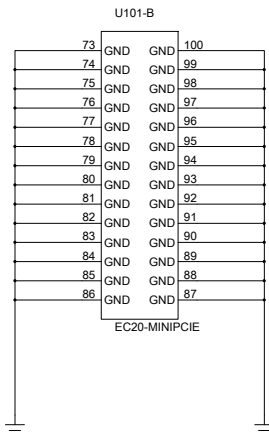 U101-B
73 GND GND 100
74 GND GND 99
75 GND GND 98
76 GND GND 97
77 GND GND 96
78 GND GND 95
79 GND GND 94
80 GND GND 93
81 GND GND 92
82 GND GND 91
83 GND GND 90
84 GND GND 89
85 GND GND 88
86 GND GND 87
EC20-MINIPCIE